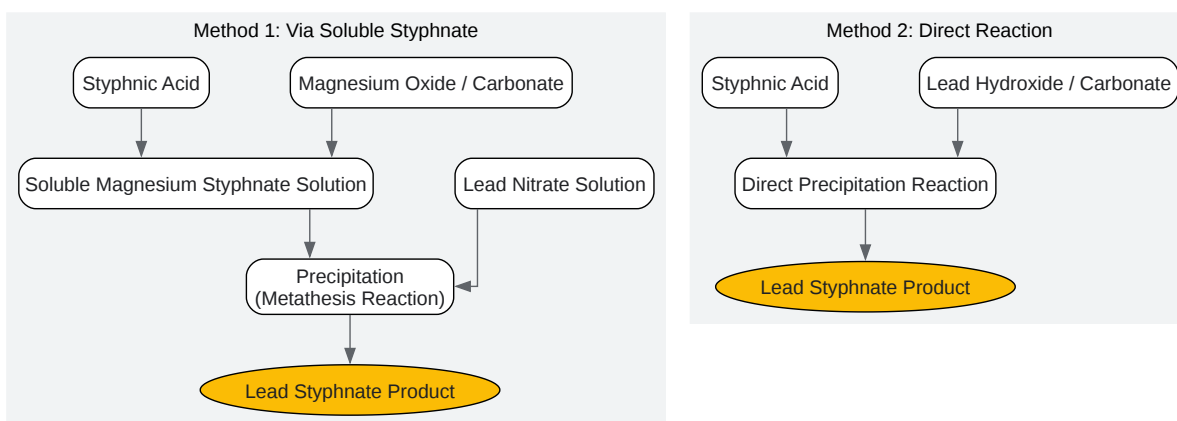 Method 1: Via Soluble Styphnate
Styphnic Acid
Magnesium Oxide / Carbonate
Soluble Magnesium Styphnate Solution
Lead Nitrate Solution
Precipitation
(Metathesis Reaction)
Lead Styphnate Product
Method 2: Direct Reaction
Styphnic Acid
Lead Hydroxide / Carbonate
Direct Precipitation Reaction
Lead Styphnate Product